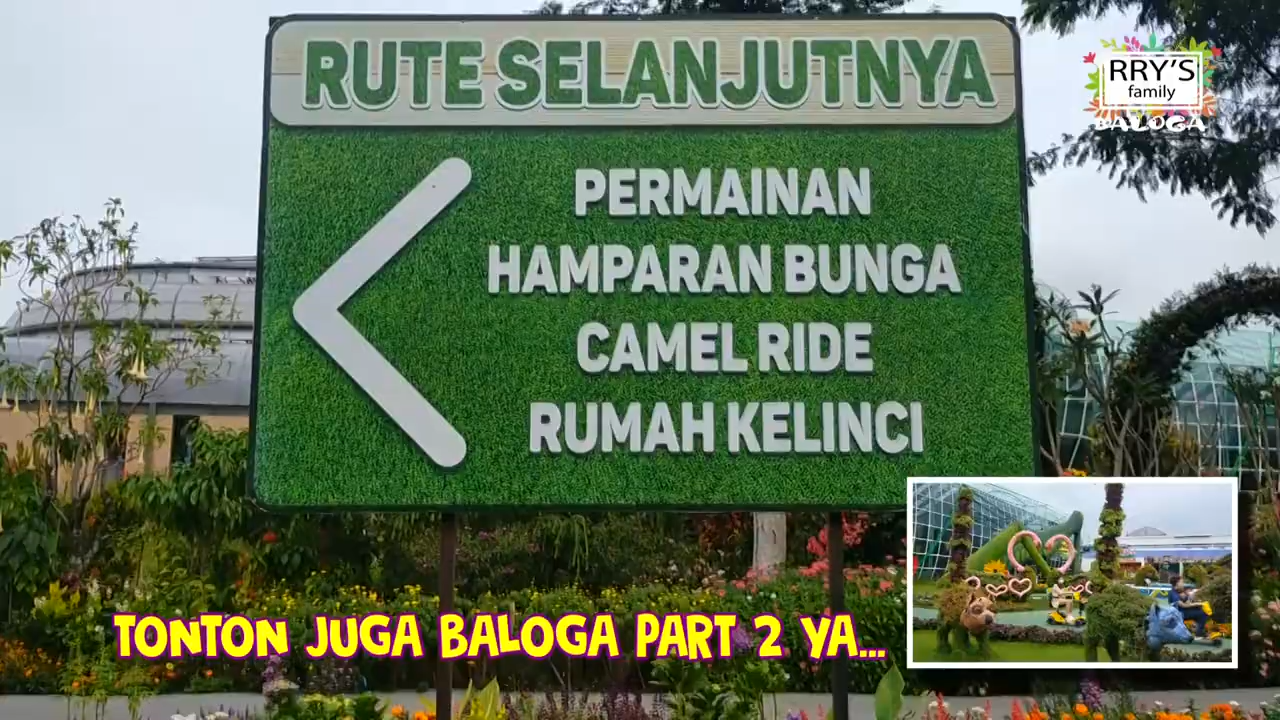 RUTE SELANJUTNYA
RRY'S
family
BALOGA
PERMAINAN
HAMPARAN BUNGA
CAMEL RIDE
RUMAH KELINCI
TONTON JUGA BALOGA PART 2 YA...